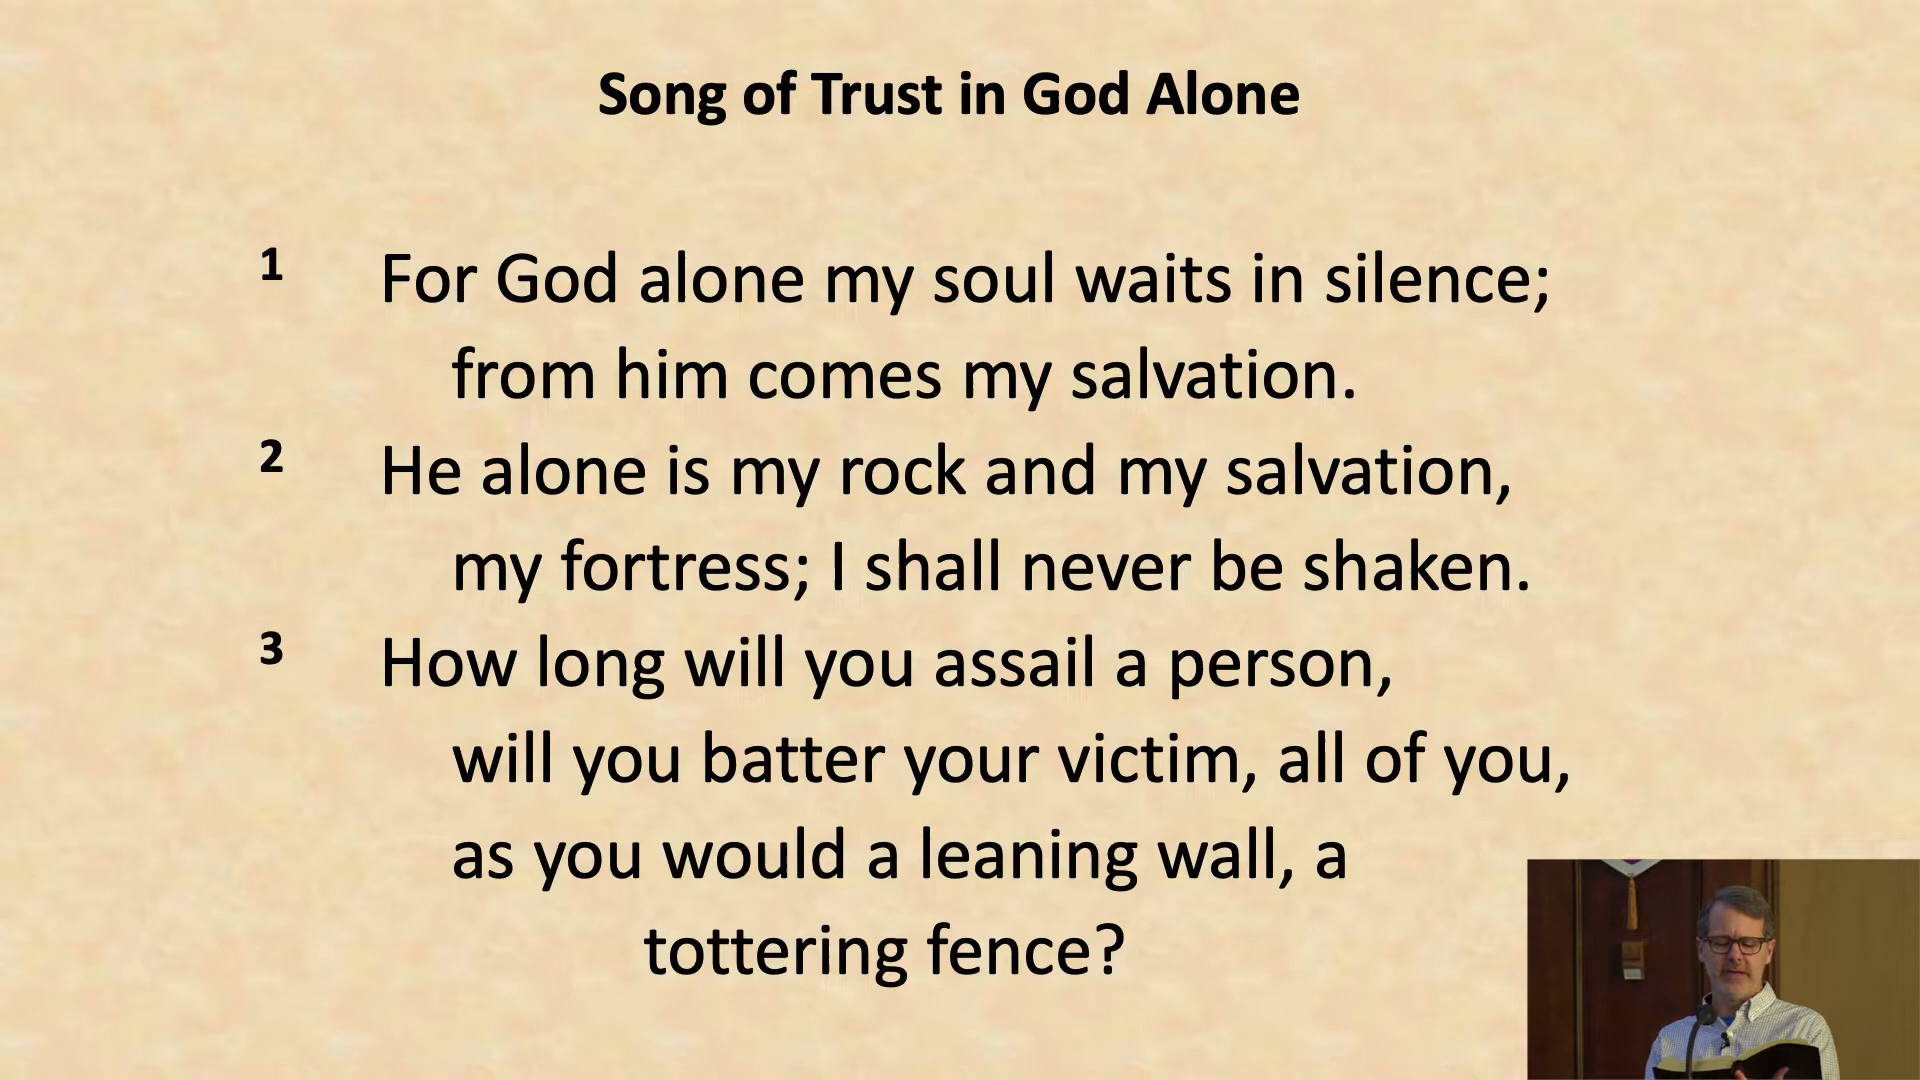 Song of Trust in God Alone
1 For God alone my soul waits in silence;
from him comes my salvation.
2 He alone is my rock and my salvation,
my fortress; I shall never be shaken.
3 How long will you assail a person,
will you batter your victim, all of you,
as you would a leaning wall, a
tottering fence?